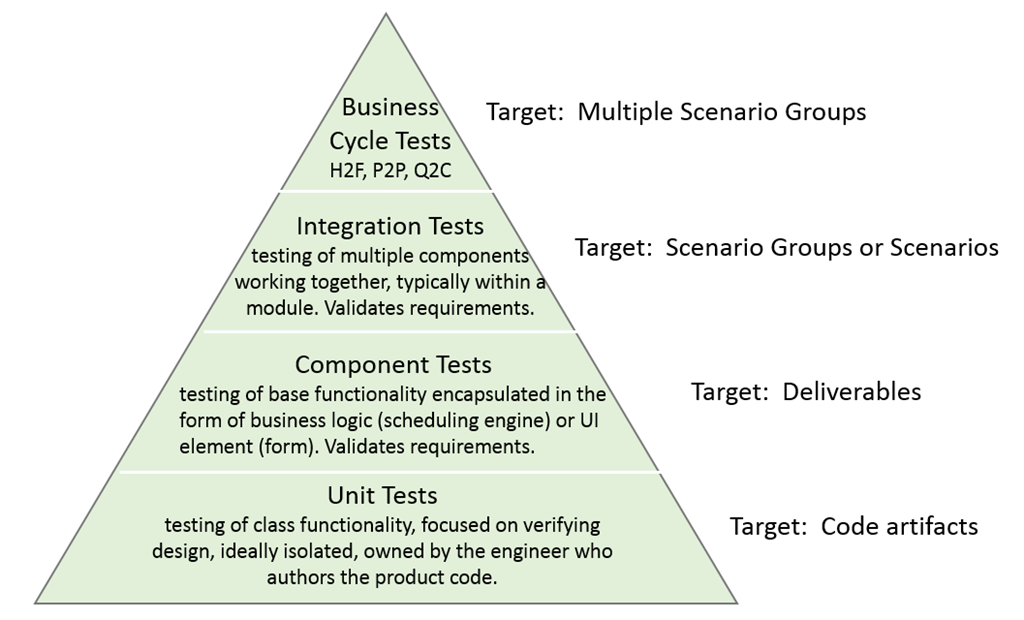 Business
Cycle Tests
H2F, P2P, Q2C
Target:  Multiple Scenario Groups
Integration Tests
testing of multiple components
working together, typically within a
module. Validates requirements.
Target:  Scenario Groups or Scenarios
Component Tests
testing of base functionality encapsulated in the
form of business logic (scheduling engine) or UI
element (form). Validates requirements.
Target:  Deliverables
Unit Tests
testing of class functionality, focused on verifying
design, ideally isolated, owned by the engineer who
authors the product code.
Target:  Code artifacts